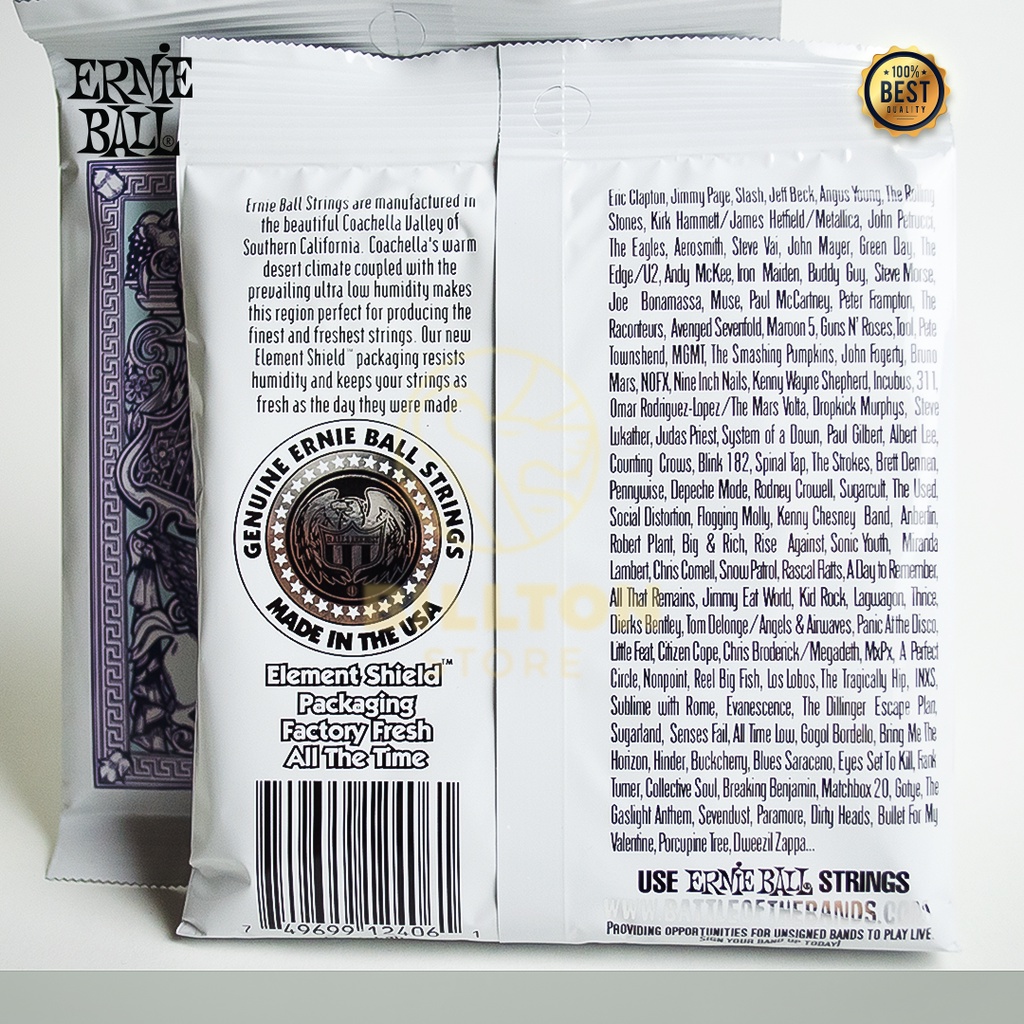 ERNIE
BALL®
100%
BEST
QUALITY
Ernie Ball Strings are manufactured in
the beautiful Coachella Valley of
Southern California. Coachella's warm
desert climate coupled with the
prevailing ultra low humidity makes
this region perfect for producing the
finest and freshest strings. Our new
Element Shield™ packaging resists
humidity and keeps your strings as
fresh as the day they were made.
GENUINE ERNIE BALL STRINGS
MADE IN THE USA
Element Shield™
Packaging
Factory Fresh
All The Time
7 49699 12406 1
Eric Clapton, Jimmy Page, Slash, Jeff Beck, Angus Young, The Rolling
Stones, Kirk Hammett/James Hetfield/Metallica, John Petrucci,
The Eagles, Aerosmith, Steve Vai, John Mayer, Green Day, The
Edge/U2, Andy McKee, Iron Maiden, Buddy Guy, Steve Morse,
Joe Bonamassa, Muse, Paul McCartney, Peter Frampton, The
Raconteurs, Avenged Sevenfold, Maroon 5, Guns N' Roses, Tool, Pete
Townshend, MGMT, The Smashing Pumpkins, John Fogerty, Bruno
Mars, NOFX, Nine Inch Nails, Kenny Wayne Shepherd, Incubus, 311,
Omar Rodriguez-Lopez/The Mars Volta, Dropkick Murphys, Steve
Lukather, Judas Priest, System of a Down, Paul Gilbert, Albert Lee,
Counting Crows, Blink 182, Spinal Tap, The Strokes, Brett Dennen,
Pennywise, Depeche Mode, Rodney Crowell, Sugarcult, The Used,
Social Distortion, Flogging Molly, Kenny Chesney Band, Anberlin,
Robert Plant, Big & Rich, Rise Against, Sonic Youth, Miranda
Lambert, Chris Cornell, Snow Patrol, Rascal Flatts, A Day to Remember,
All That Remains, Jimmy Eat World, Kid Rock, Lagwagon, Thrice,
Dierks Bentley, Tom Delonge/Angels & Airwaves, Panic At the Disco,
Little Feat, Citizen Cope, Chris Broderick/Megadeth, MxPx, A Perfect
Circle, Nonpoint, Reel Big Fish, Los Lobos, The Tragically Hip, INXS,
Sublime with Rome, Evanescence, The Dillinger Escape Plan,
Sugarland, Senses Fail, All Time Low, Gogol Bordello, Bring Me The
Horizon, Hinder, Buckcherry, Blues Saraceno, Eyes Set To Kill, Frank
Turner, Collective Soul, Breaking Benjamin, Matchbox 20, Gotye, The
Gaslight Anthem, Sevendust, Paramore, Dirty Heads, Bullet For My
Valentine, Porcupine Tree, Dweezil Zappa...
USE ERNIE BALL STRINGS
WWW.BATTLEOFTHEBANDS.COM
PROVIDING OPPORTUNITIES FOR UNSIGNED BANDS TO PLAY LIVE.
SIGN YOUR BAND UP TODAY!
STORE